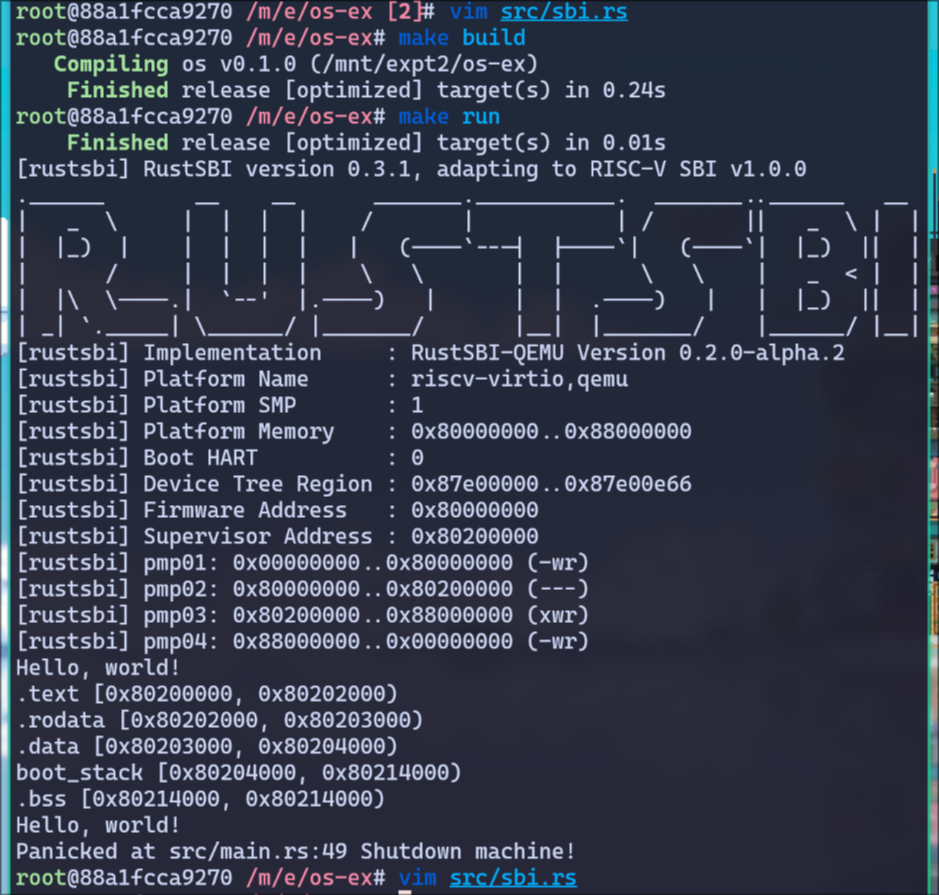 root@88a1fcca9270 /m/e/os-ex [2]# vim src/sbi.rs
root@88a1fcca9270 /m/e/os-ex# make build
   Compiling os v0.1.0 (/mnt/expt2/os-ex)
    Finished release [optimized] target(s) in 0.24s
root@88a1fcca9270 /m/e/os-ex# make run
    Finished release [optimized] target(s) in 0.01s
[rustsbi] RustSBI version 0.3.1, adapting to RISC-V SBI v1.0.0
RUSTSBI
[rustsbi] Implementation     : RustSBI-QEMU Version 0.2.0-alpha.2
[rustsbi] Platform Name      : riscv-virtio,qemu
[rustsbi] Platform SMP       : 1
[rustsbi] Platform Memory    : 0x80000000..0x88000000
[rustsbi] Boot HART          : 0
[rustsbi] Device Tree Region : 0x87e00000..0x87e00e66
[rustsbi] Firmware Address   : 0x80000000
[rustsbi] Supervisor Address : 0x80200000
[rustsbi] pmp01: 0x00000000..0x80000000 (-wr)
[rustsbi] pmp02: 0x80000000..0x80200000 (---)
[rustsbi] pmp03: 0x80200000..0x88000000 (xwr)
[rustsbi] pmp04: 0x88000000..0x00000000 (-wr)
Hello, world!
.text [0x80200000, 0x80202000)
.rodata [0x80202000, 0x80203000)
.data [0x80203000, 0x80204000)
boot_stack [0x80204000, 0x80214000)
.bss [0x80214000, 0x80214000)
Hello, world!
Panicked at src/main.rs:49 Shutdown machine!
root@88a1fcca9270 /m/e/os-ex# vim src/sbi.rs